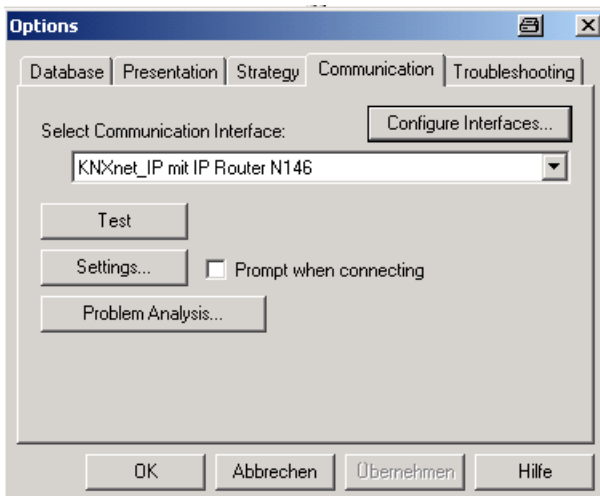 Options
Database Presentation Strategy Communication Troubleshooting
Select Communication Interface: Configure Interfaces...
KNXnet_IP mit IP Router N146
Test
Settings... Prompt when connecting
Problem Analysis...
OK Abbrechen Übernehmen Hilfe